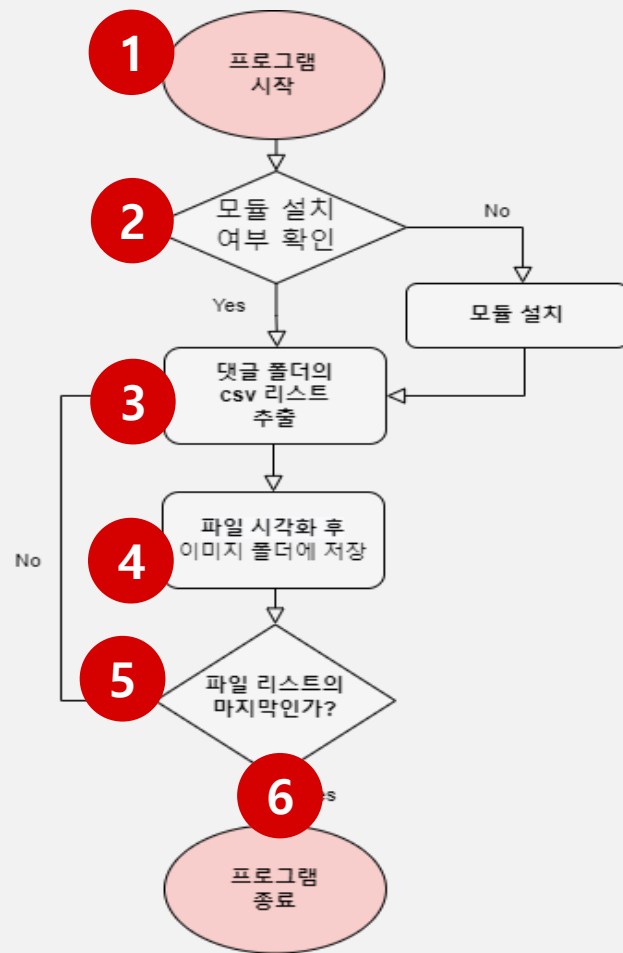 1
프로그램
시작
2
모듈 설치
여부 확인
No
Yes
모듈 설치
3
댓글 폴더의
csv 리스트
추출
4
파일 시각화 후
이미지 폴더에 저장
No
5
파일 리스트의
마지막인가?
6
프로그램
종료